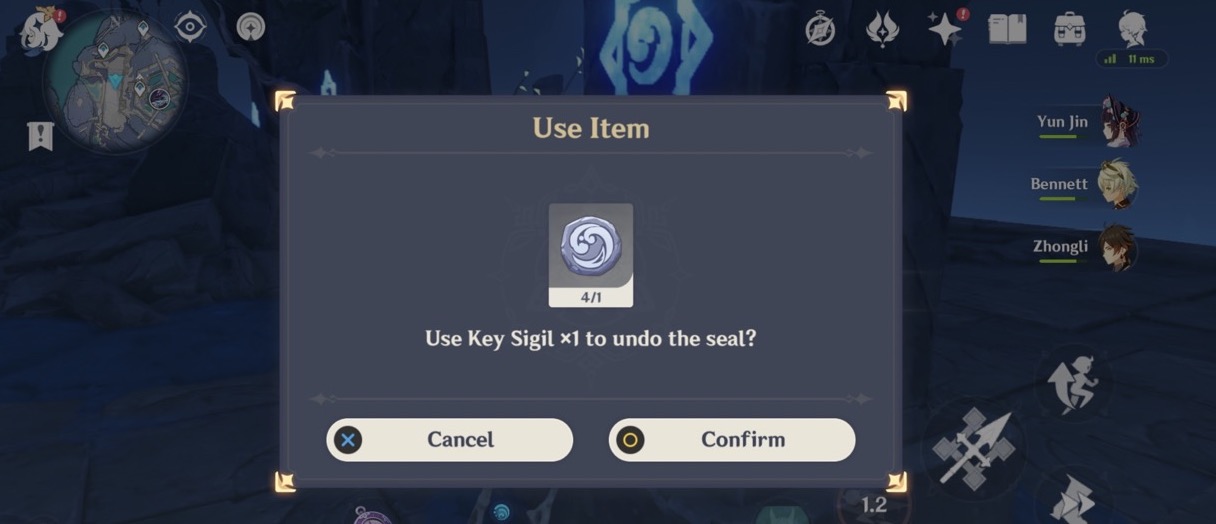 11 ms
Use Item
Yun Jin
Bennett
Zhongli
4/1
Use Key Sigil ×1 to undo the seal?
Cancel
Confirm
1.2